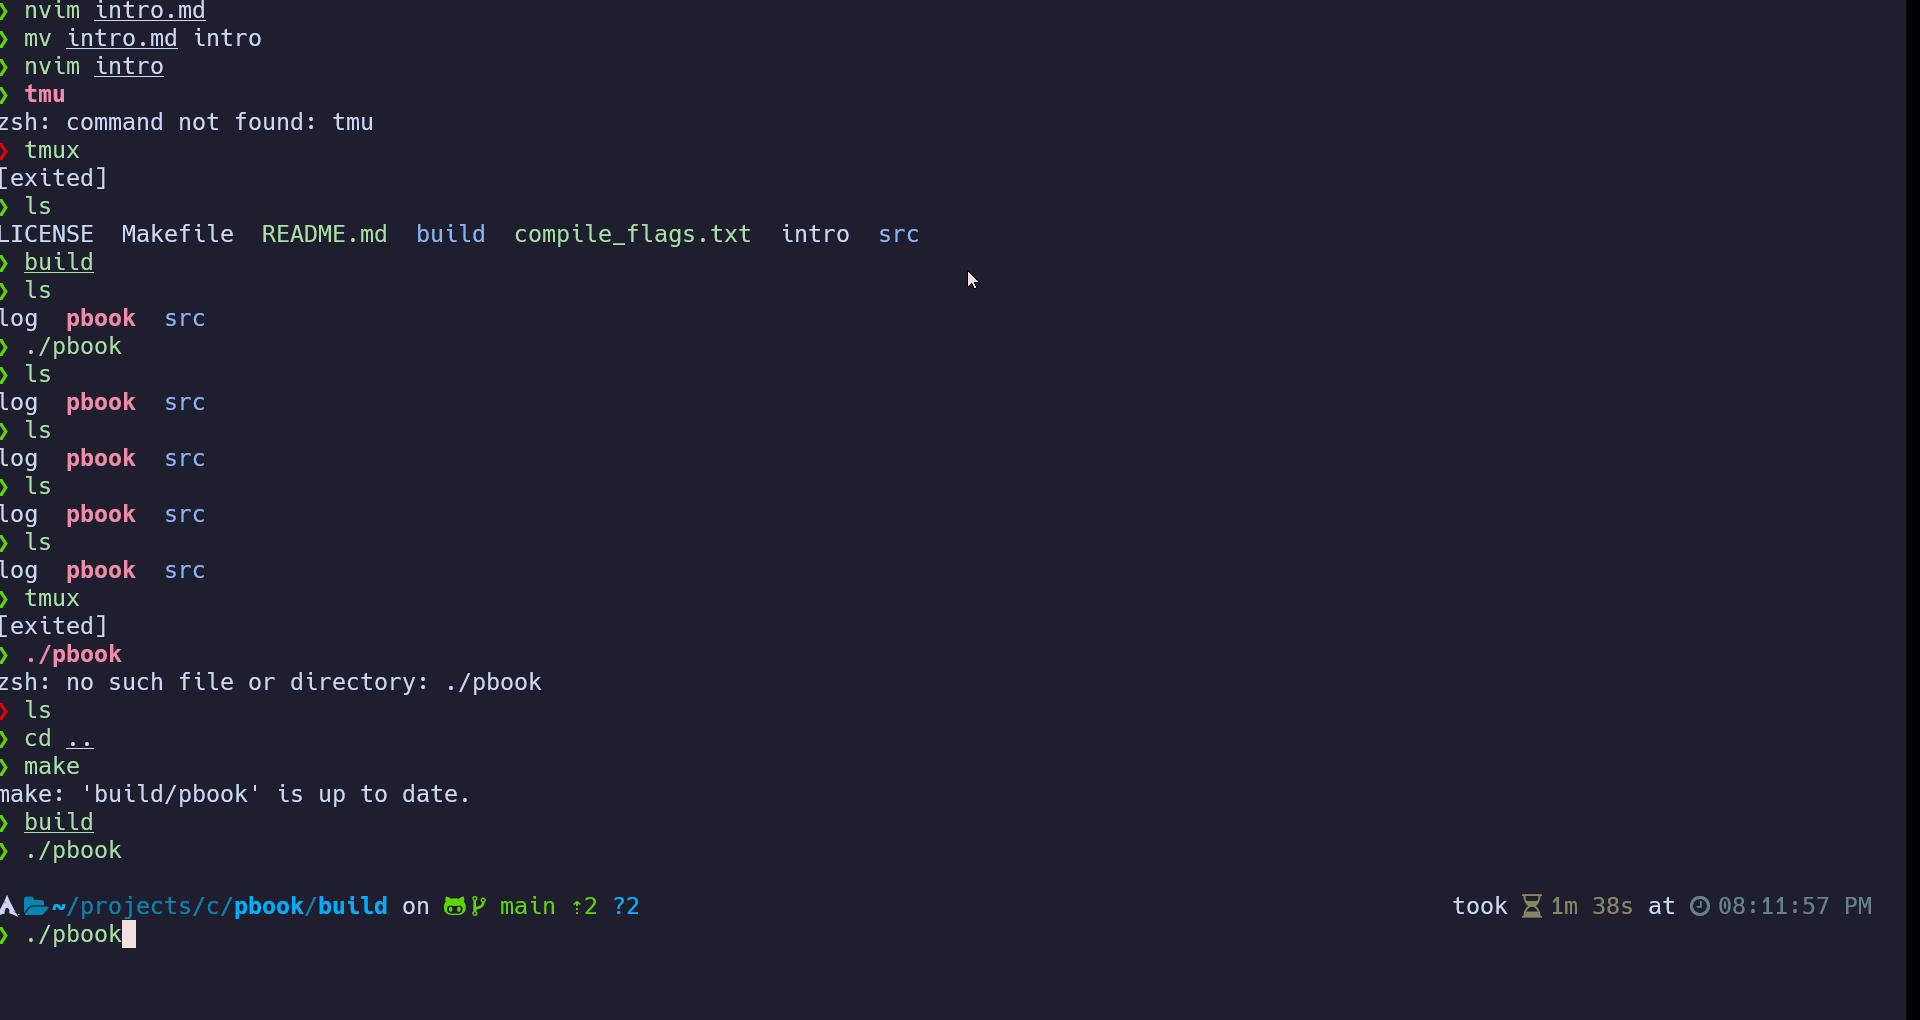 ❯ nvim intro.md
❯ mv intro.md intro
❯ nvim intro
❯ tmu
zsh: command not found: tmu
❯ tmux
[exited]
❯ ls
LICENSE  Makefile  README.md  build  compile_flags.txt  intro  src
❯ build
❯ ls
log  pbook  src
❯ ./pbook
❯ ls
log  pbook  src
❯ ls
log  pbook  src
❯ ls
log  pbook  src
❯ ls
log  pbook  src
❯ tmux
[exited]
❯ ./pbook
zsh: no such file or directory: ./pbook
❯ ls
❯ cd ..
❯ make
make: 'build/pbook' is up to date.
❯ build
❯ ./pbook
~/projects/c/pbook/build on main ⇡2 ?2 took 1m 38s at 08:11:57 PM
❯ ./pbook